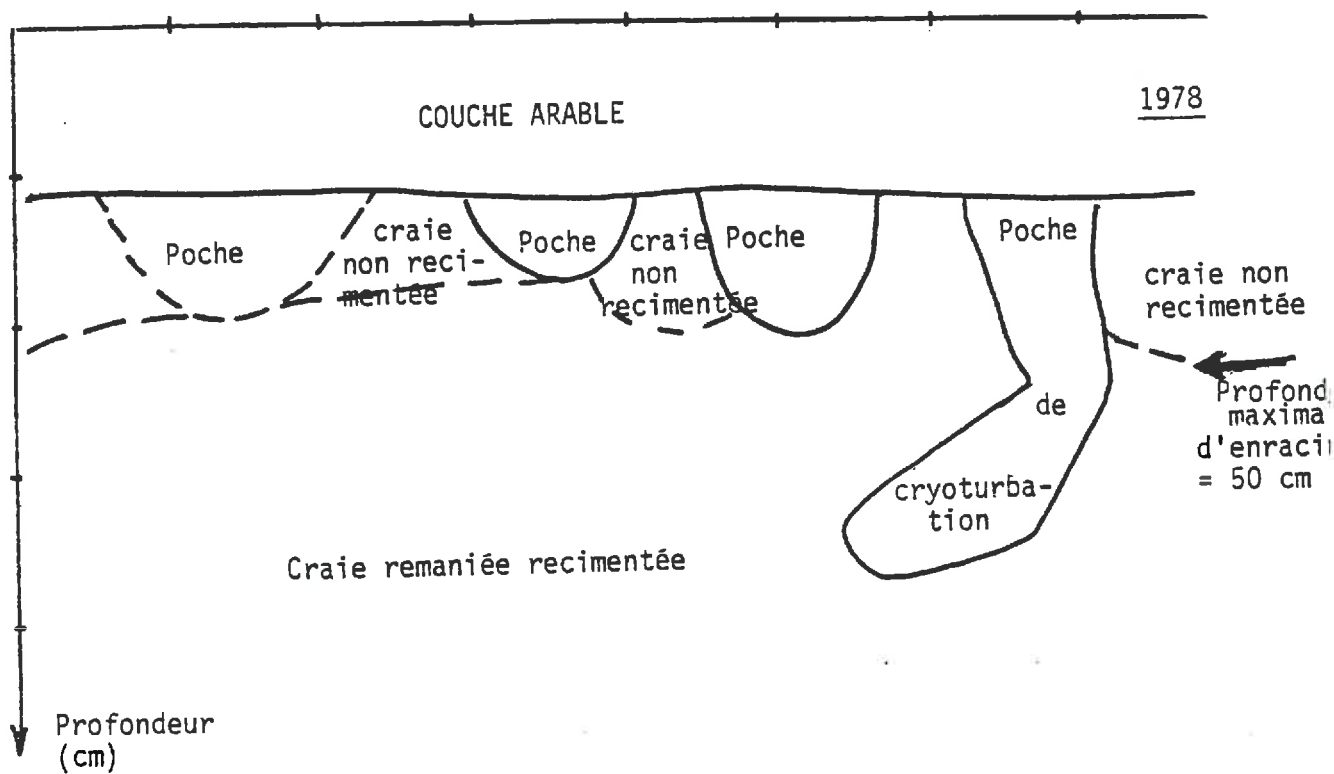 1978
COUCHE ARABLE
Poche
craie
non reci-
mentée
Poche
craie
non
recimentée
Poche
Poche
de
cryoturba-
tion
craie non
recimentée
Profond
maxima
d'enraci
= 50 cm
Craie remaniée recimentée
Profondeur
(cm)